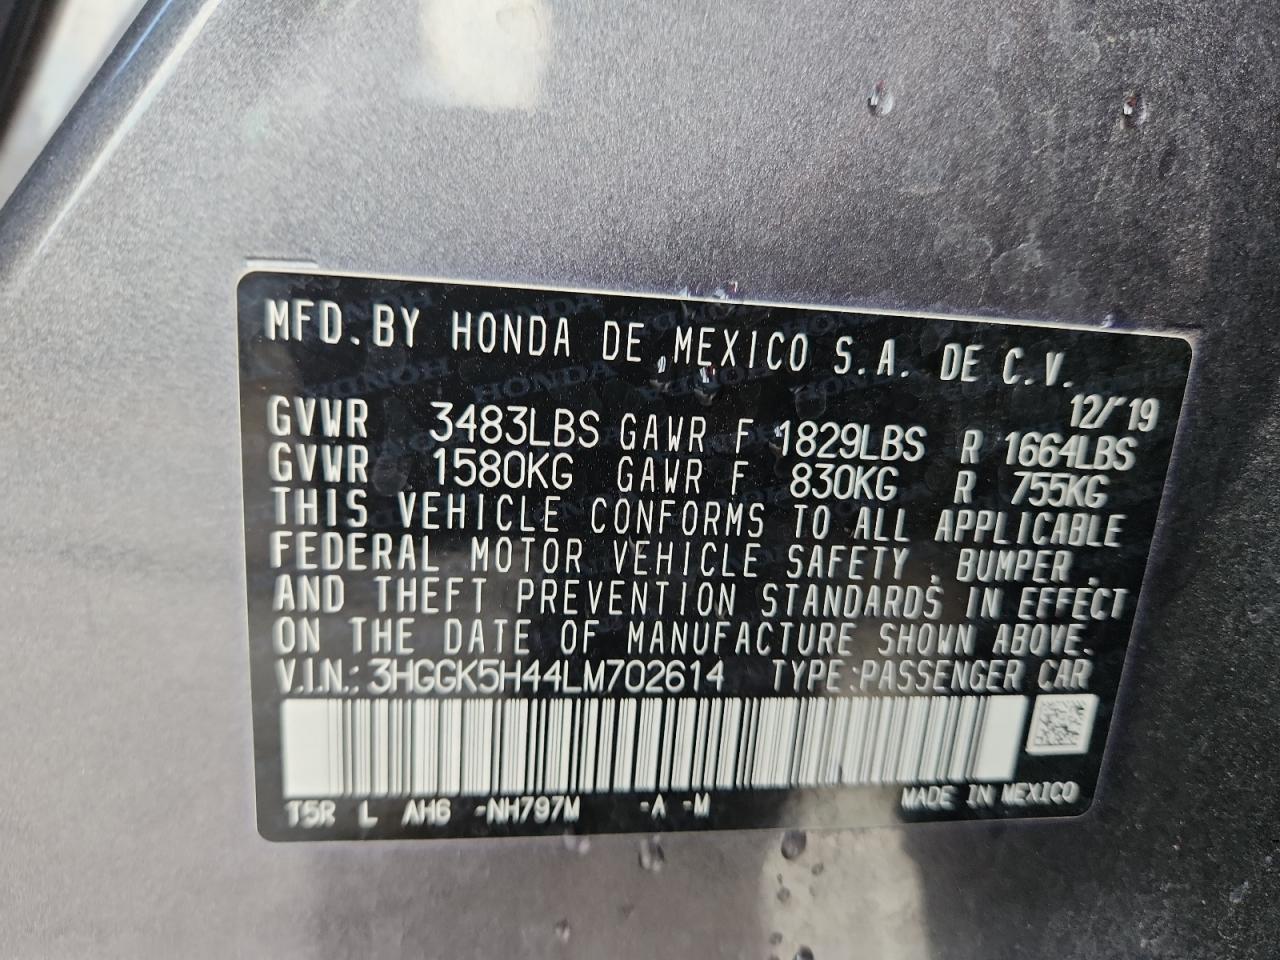 MFD. BY HONDA DE MEXICO S.A. DE C.V.
12/'19
GVWR 3483LBS GAWR F 1829LBS R 1664LBS
GVWR 1580KG GAWR F 830KG R 755KG
THIS VEHICLE CONFORMS TO ALL APPLICABLE
FEDERAL MOTOR VEHICLE SAFETY, BUMPER,
AND THEFT PREVENTION STANDARDS IN EFFECT
ON THE DATE OF MANUFACTURE SHOWN ABOVE.
V.I.N.: 3HGGK5H44LM702614 TYPE:PASSENGER CAR
T5R L AH6 -NH797M -A -M MADE IN MEXICO